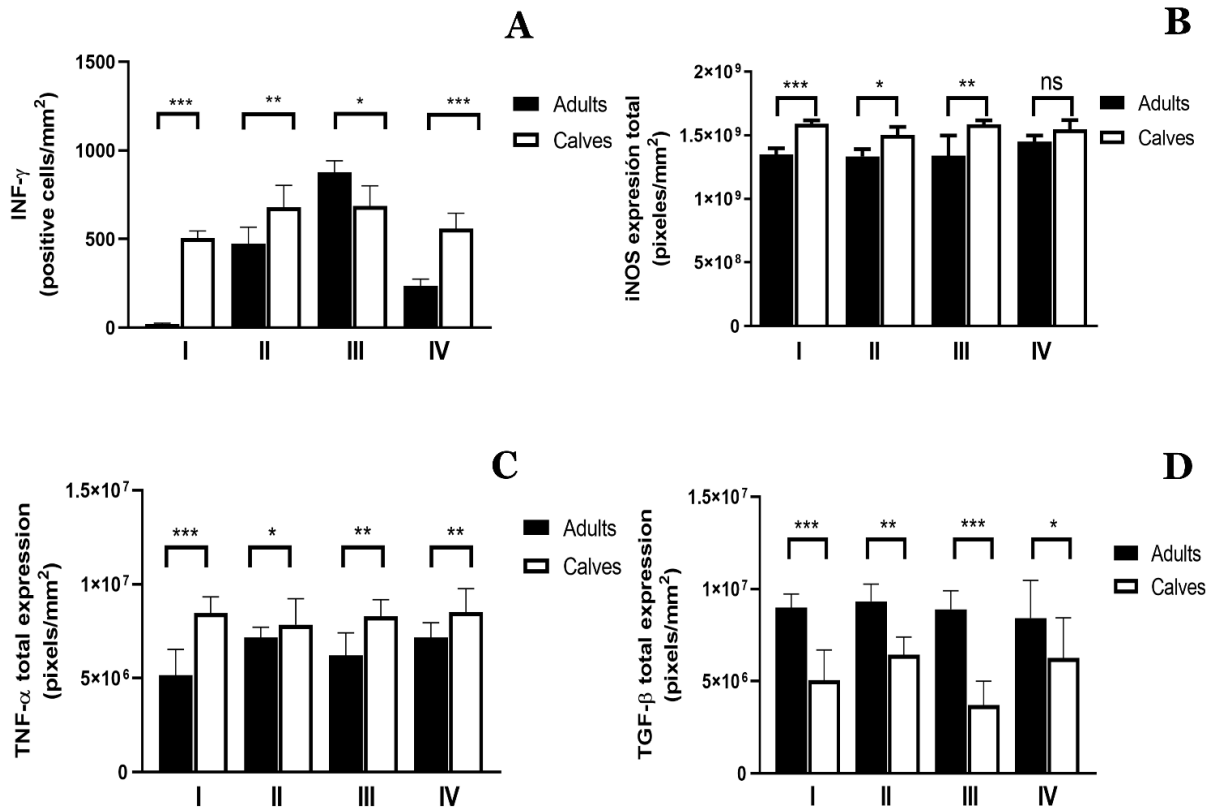 A
INF-γ
(positive cells/mm²)
1500
1000
500
0
***
**
*
***
Adults
Calves
I II III IV
B
iNOS expresión total
(pixeles/mm²)
2×10⁹
1.5×10⁹
1×10⁹
5×10⁸
0
***
*
**
ns
Adults
Calves
I II III IV
C
TNF-α total expression
(pixels/mm²)
1.5×10⁷
1×10⁷
5×10⁶
0
***
*
**
**
Adults
Calves
I II III IV
D
TGF-β total expression
(pixels/mm²)
1.5×10⁷
1×10⁷
5×10⁶
0
***
**
***
*
Adults
Calves
I II III IV